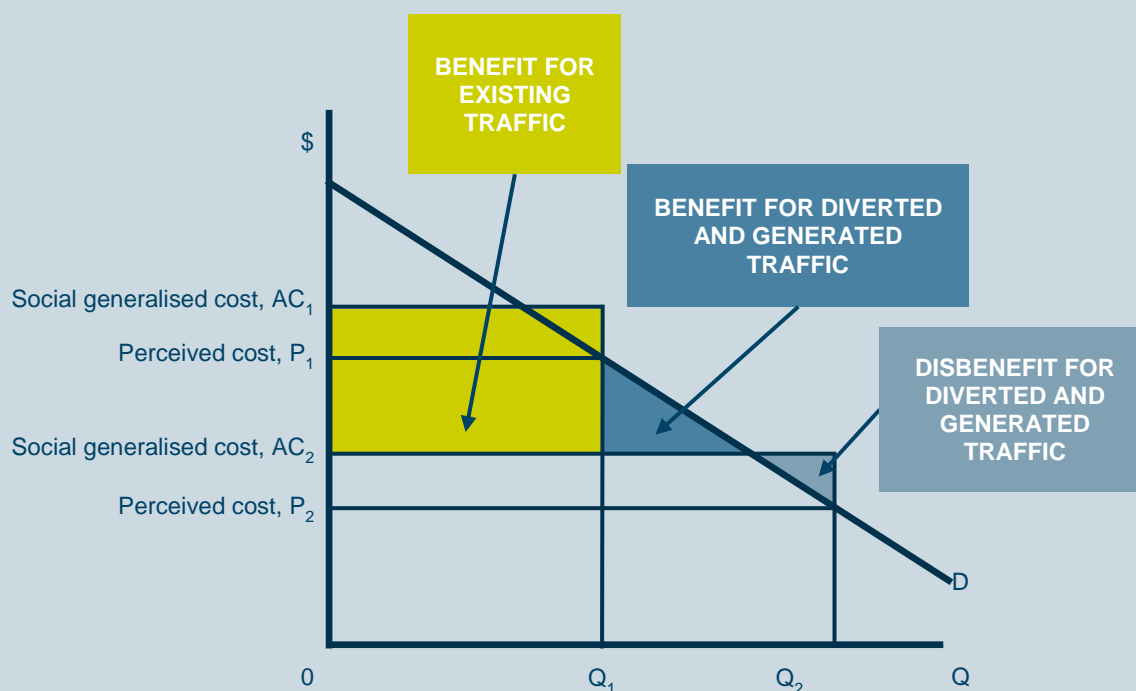 BENEFIT FOR
EXISTING
TRAFFIC
$
BENEFIT FOR DIVERTED
AND GENERATED
TRAFFIC
Social generalised cost, AC₁
Perceived cost, P₁
DISBENEFIT FOR
DIVERTED AND
GENERATED
TRAFFIC
Social generalised cost, AC₂
Perceived cost, P₂
D
0 Q₁ Q₂ Q